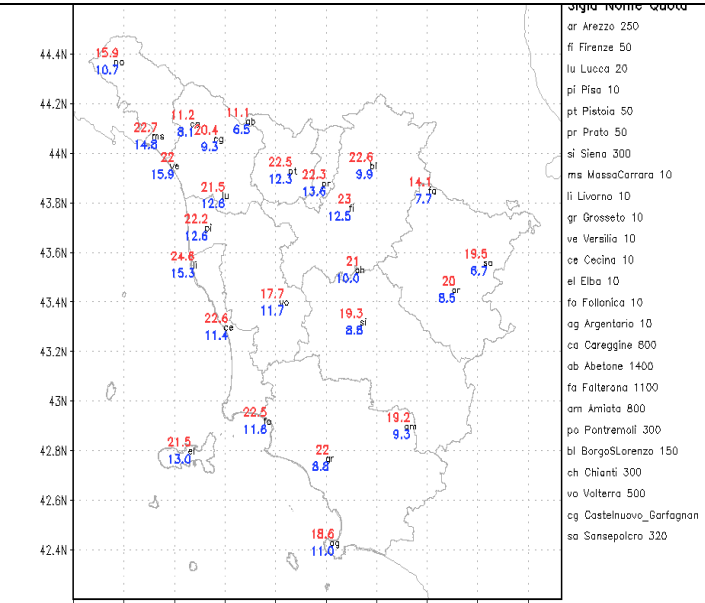 Sigla Nome Quota
ar Arezzo 250
fi Firenze 50
lu Lucca 20
pi Pisa 10
pt Pistoia 50
pr Prato 50
si Siena 300
ms MassaCarrara 10
li Livorno 10
gr Grosseto 10
ve Versilia 10
ce Cecina 10
el Elba 10
fo Follonica 10
ag Argentario 10
ca Careggine 800
ab Abetone 1400
fa Falterona 1100
am Amiata 800
po Pontremoli 300
bl BorgoSLorenzo 150
ch Chianti 300
vo Volterra 500
cg Castelnuovo_Garfagnan
sa Sansepolcro 320
44.4N
15.9
po
10.7
44.2N
11.2
ca
8.1
11.1
ab
6.5
20.4
cg
9.3
22.7
ms
14.8
44N
22
ve
15.9
22.5
pt
12.3
22.3
pr
13.6
22.6
bl
9.9
14.1
fa
7.7
43.8N
21.5
lu
12.6
23
fi
12.5
22.2
pi
12.6
43.6N
24.6
li
15.3
21
ch
10.0
19.5
sa
6.7
20
ar
8.5
43.4N
17.7
vo
11.7
19.3
si
8.8
22.6
ce
11.4
43.2N
43N
22.5
fo
11.6
19.2
am
9.3
42.8N
21.5
el
13.0
22
gr
8.8
42.6N
42.4N
18.6
ag
11.0